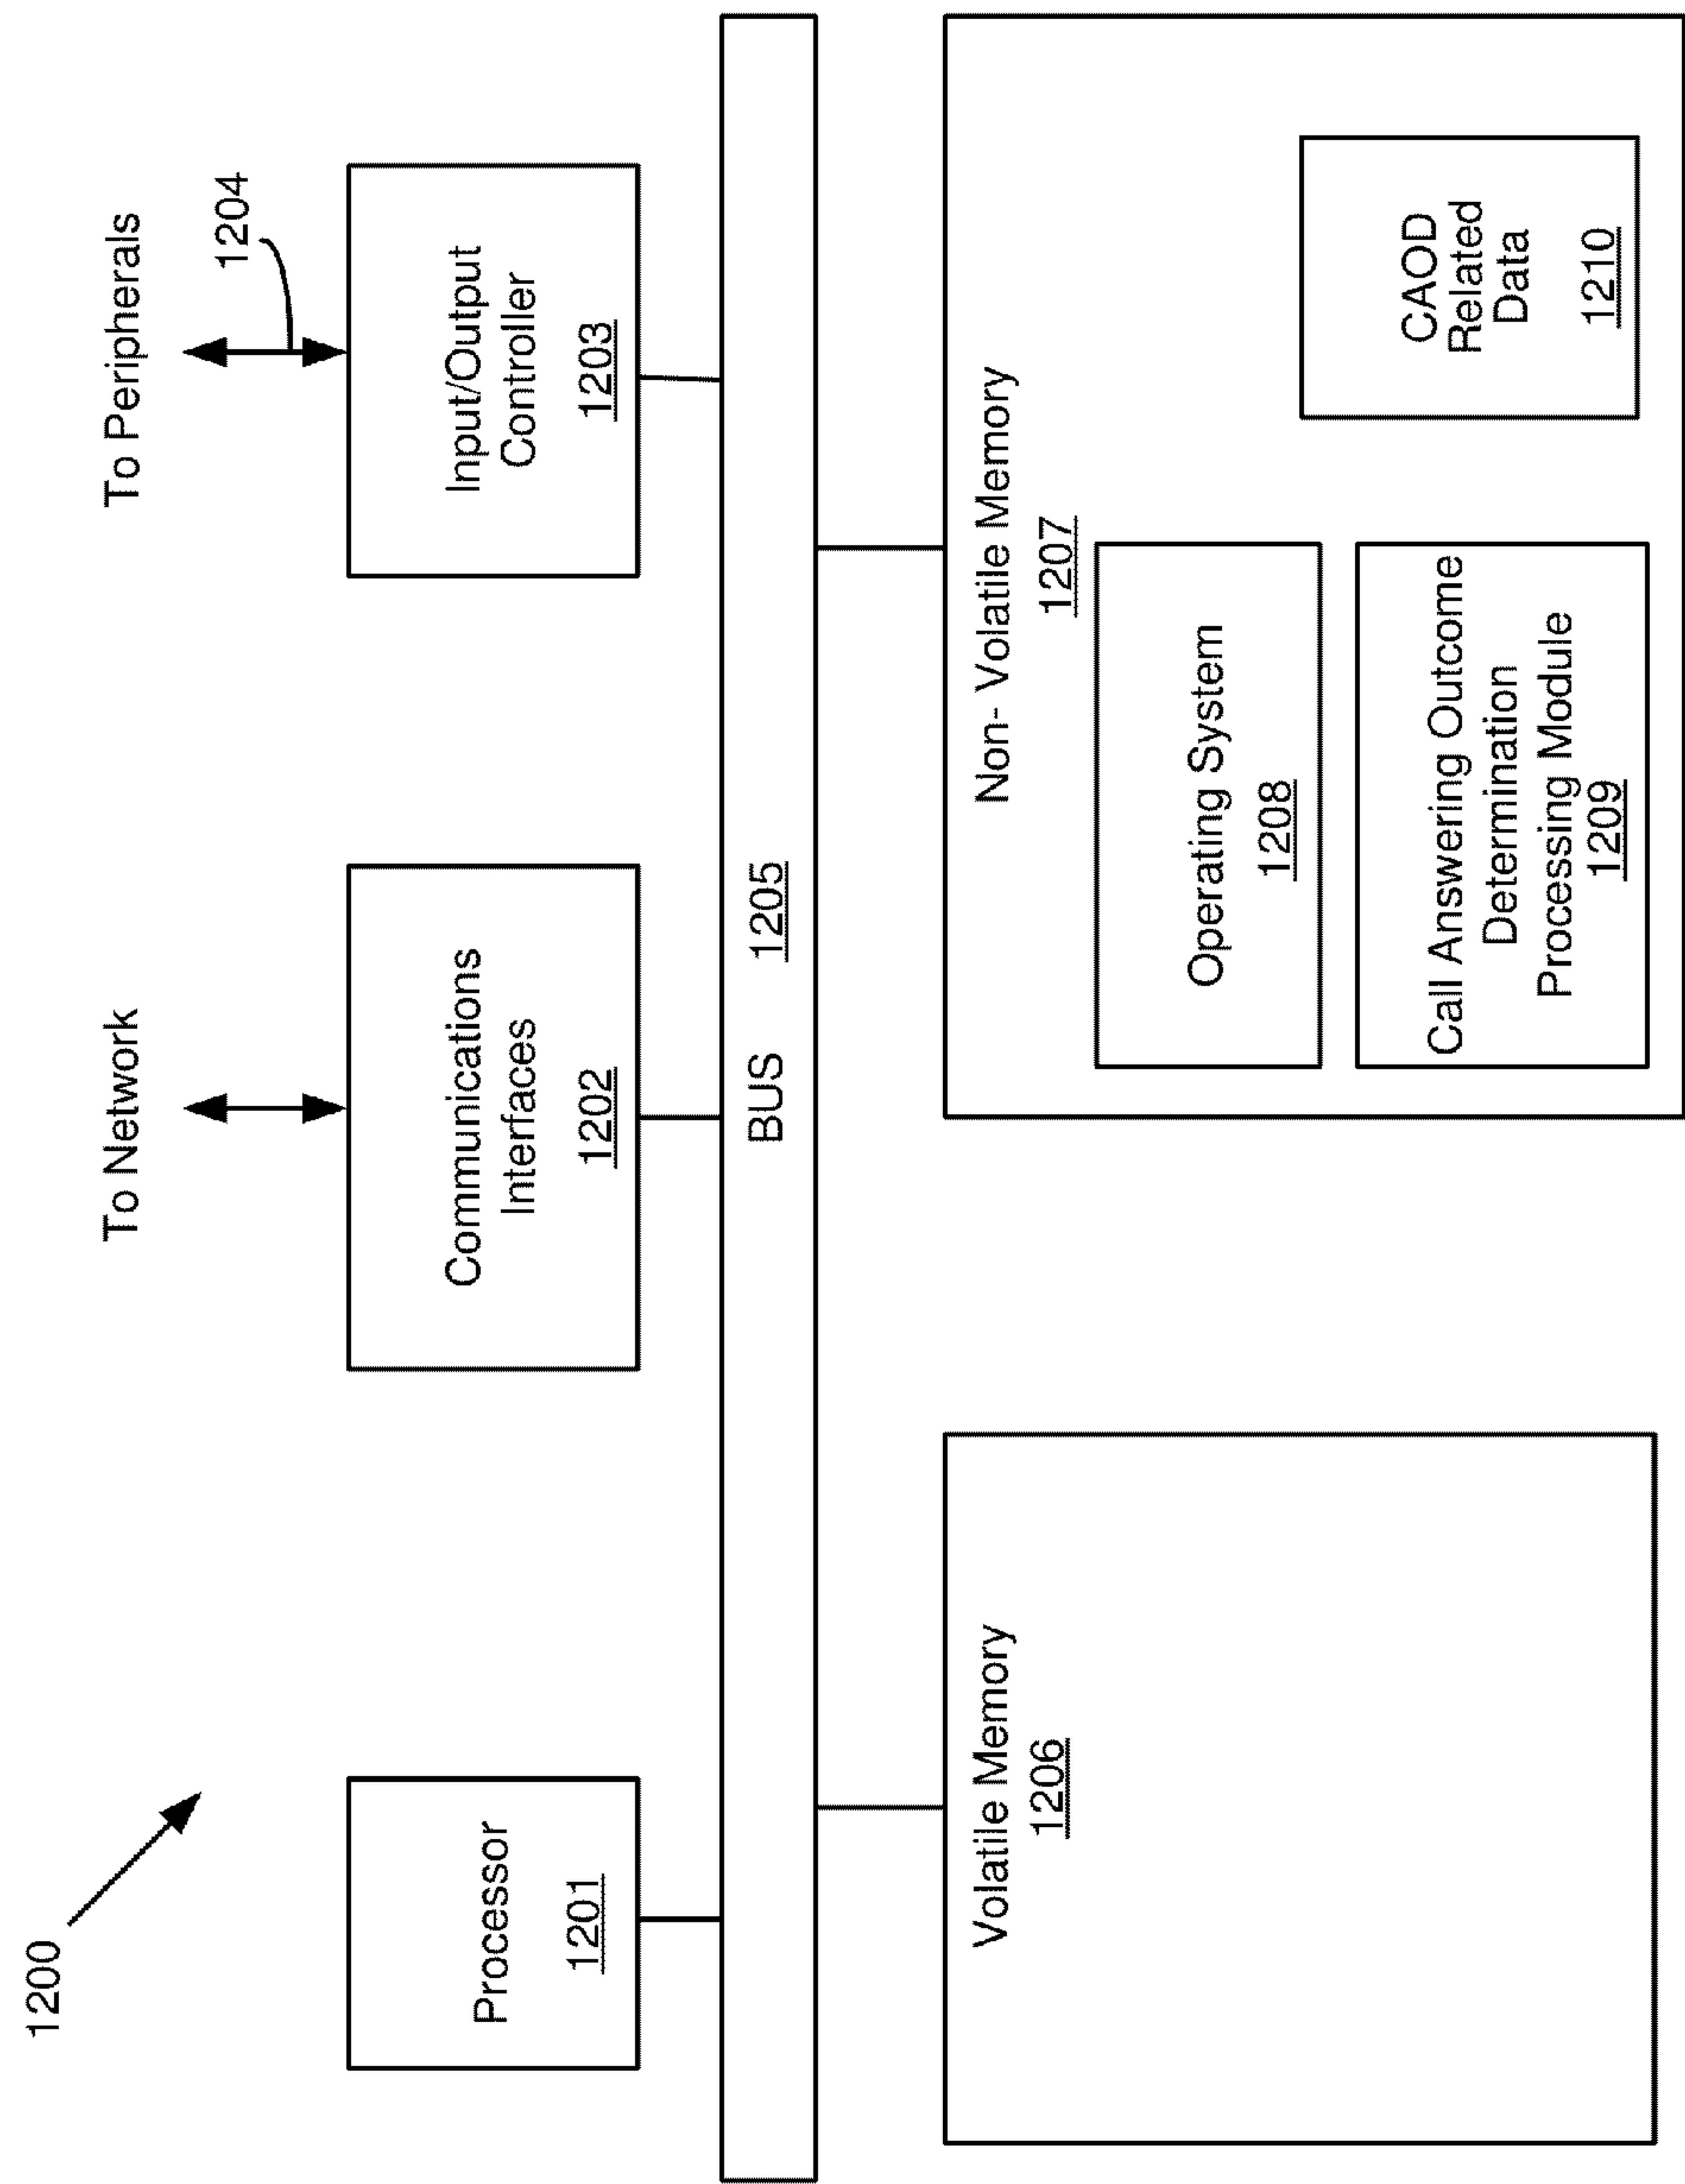 1200
To Network
To Peripherals
1204
Processor
1201
Communications
Interfaces
1202
Input/Output
Controller
1203
BUS 1205
Volatile Memory
1206
Non- Volatile Memory
1207
Operating System
1208
Call Answering Outcome
Determination
Processing Module
1209
CAOD
Related
Data
1210